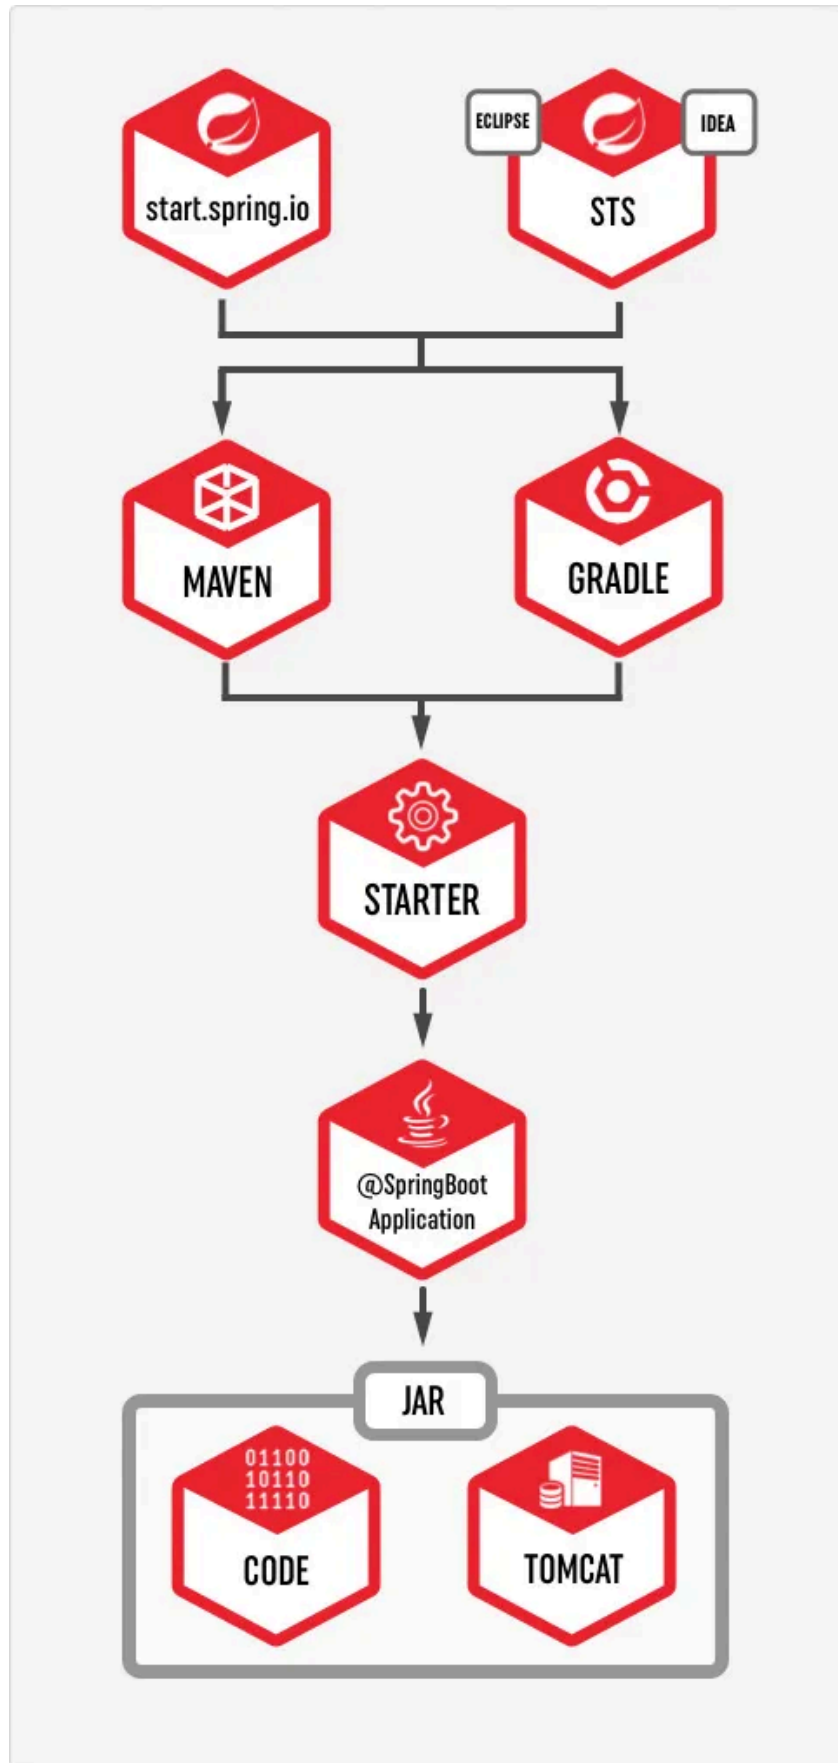 start.spring.io
ECLIPSE
STS
IDEA
MAVEN
GRADLE
STARTER
@SpringBoot
Application
JAR
01100
10110
11110
CODE
TOMCAT